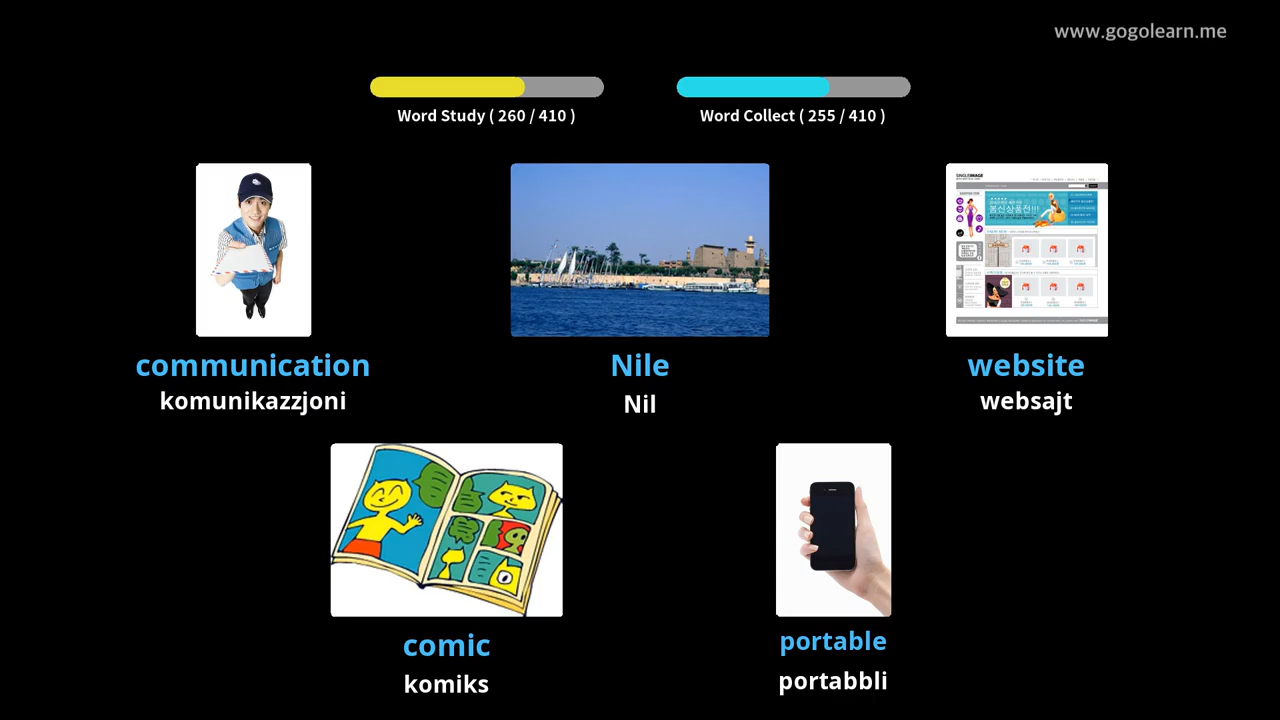 www.gogolearn.me
Word Study ( 260 / 410 )
Word Collect ( 255 / 410 )
communication
komunikazzjoni
Nile
Nil
website
websajt
comic
komiks
portable
portabbli